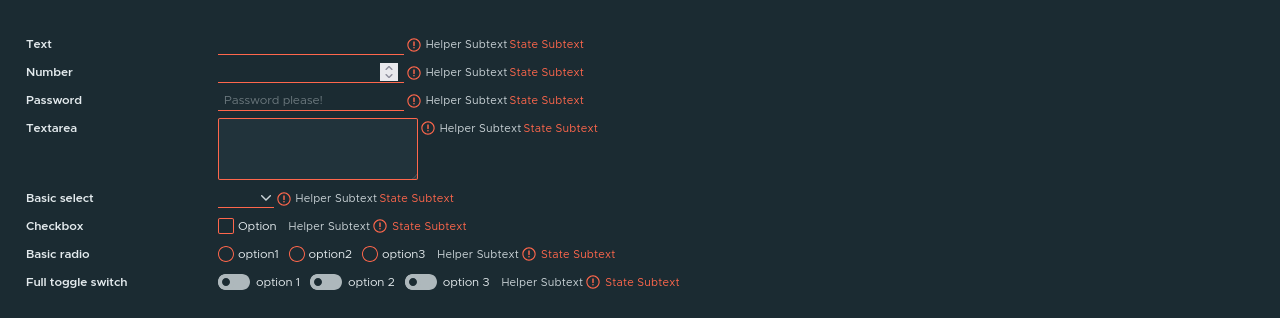 Text Helper Subtext State Subtext
Number Helper Subtext State Subtext
Password Password please! Helper Subtext State Subtext
Textarea Helper Subtext State Subtext
Basic select Helper Subtext State Subtext
Checkbox Option Helper Subtext State Subtext
Basic radio option1 option2 option3 Helper Subtext State Subtext
Full toggle switch option 1 option 2 option 3 Helper Subtext State Subtext